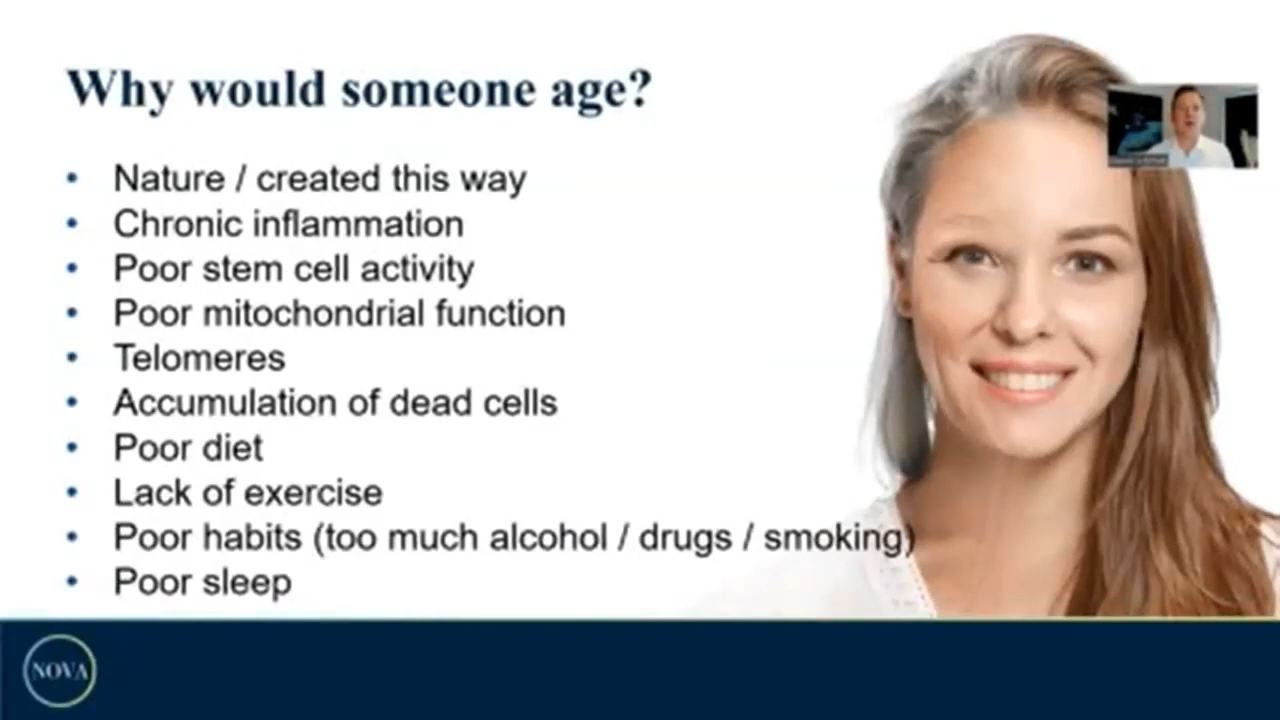 Why would someone age?
• Nature / created this way
• Chronic inflammation
• Poor stem cell activity
• Poor mitochondrial function
• Telomeres
• Accumulation of dead cells
• Poor diet
• Lack of exercise
• Poor habits (too much alcohol / drugs / smoking)
• Poor sleep
NOVA